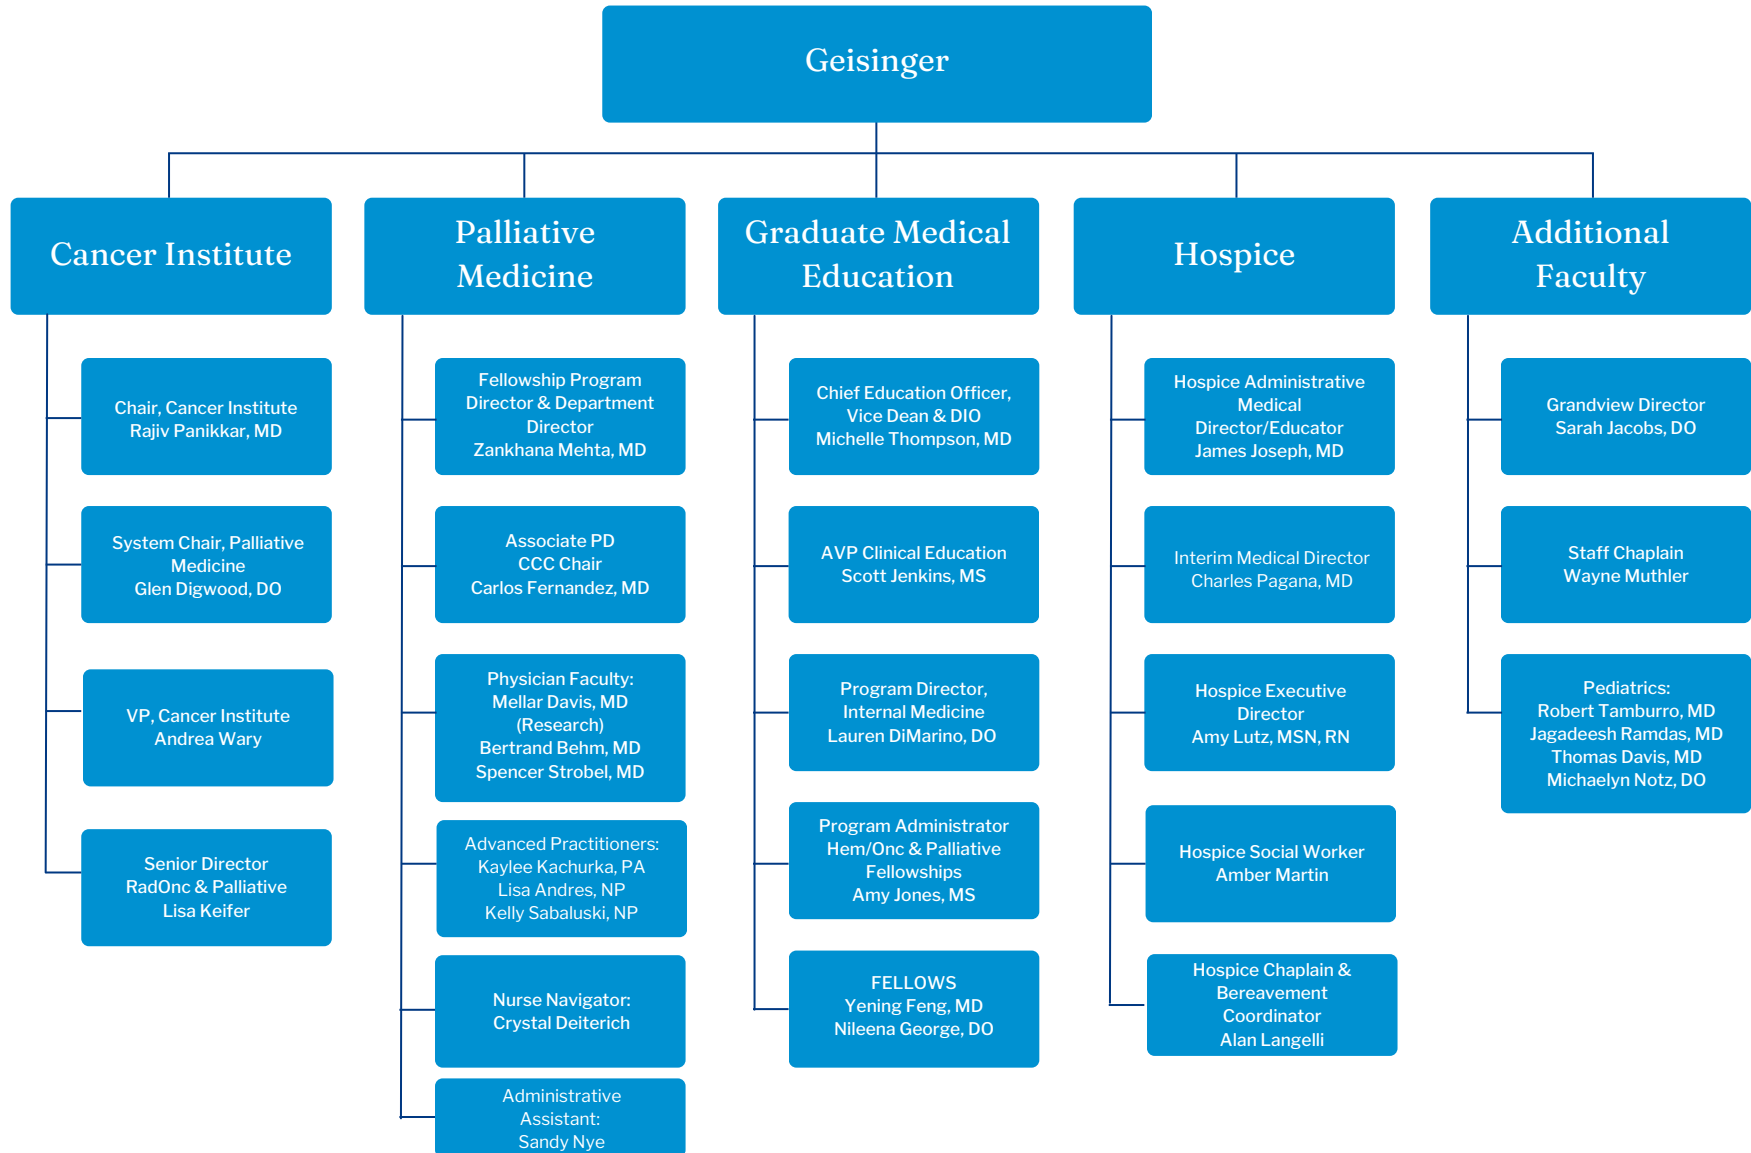 Geisinger
Cancer Institute
Chair, Cancer Institute
Rajiv Panikkar, MD
System Chair, Palliative
Medicine
Glen Digwood, DO
VP, Cancer Institute
Andrea Wary
Senior Director
RadOnc & Palliative
Lisa Keifer
Palliative
Medicine
Fellowship Program
Director & Department
Director
Zankhana Mehta, MD
Associate PD
CCC Chair
Carlos Fernandez, MD
Physician Faculty:
Mellar Davis, MD
(Research)
Bertrand Behm, MD
Spencer Strobel, MD
Advanced Practitioners:
Kaylee Kachurka, PA
Lisa Andres, NP
Kelly Sabaluski, NP
Nurse Navigator:
Crystal Deiterich
Administrative
Assistant:
Sandy Nye
Graduate Medical
Education
Chief Education Officer,
Vice Dean & DIO
Michelle Thompson, MD
AVP Clinical Education
Scott Jenkins, MS
Program Director,
Internal Medicine
Lauren DiMarino, DO
Program Administrator
Hem/Onc & Palliative
Fellowships
Amy Jones, MS
FELLOWS
Yening Feng, MD
Nileena George, DO
Hospice
Hospice Administrative
Medical
Director/Educator
James Joseph, MD
Interim Medical Director
Charles Pagana, MD
Hospice Executive
Director
Amy Lutz, MSN, RN
Hospice Social Worker
Amber Martin
Hospice Chaplain &
Bereavement
Coordinator
Alan Langelli
Additional
Faculty
Grandview Director
Sarah Jacobs, DO
Staff Chaplain
Wayne Muthler
Pediatrics:
Robert Tamburro, MD
Jagadeesh Ramdas, MD
Thomas Davis, MD
Michaelyn Notz, DO